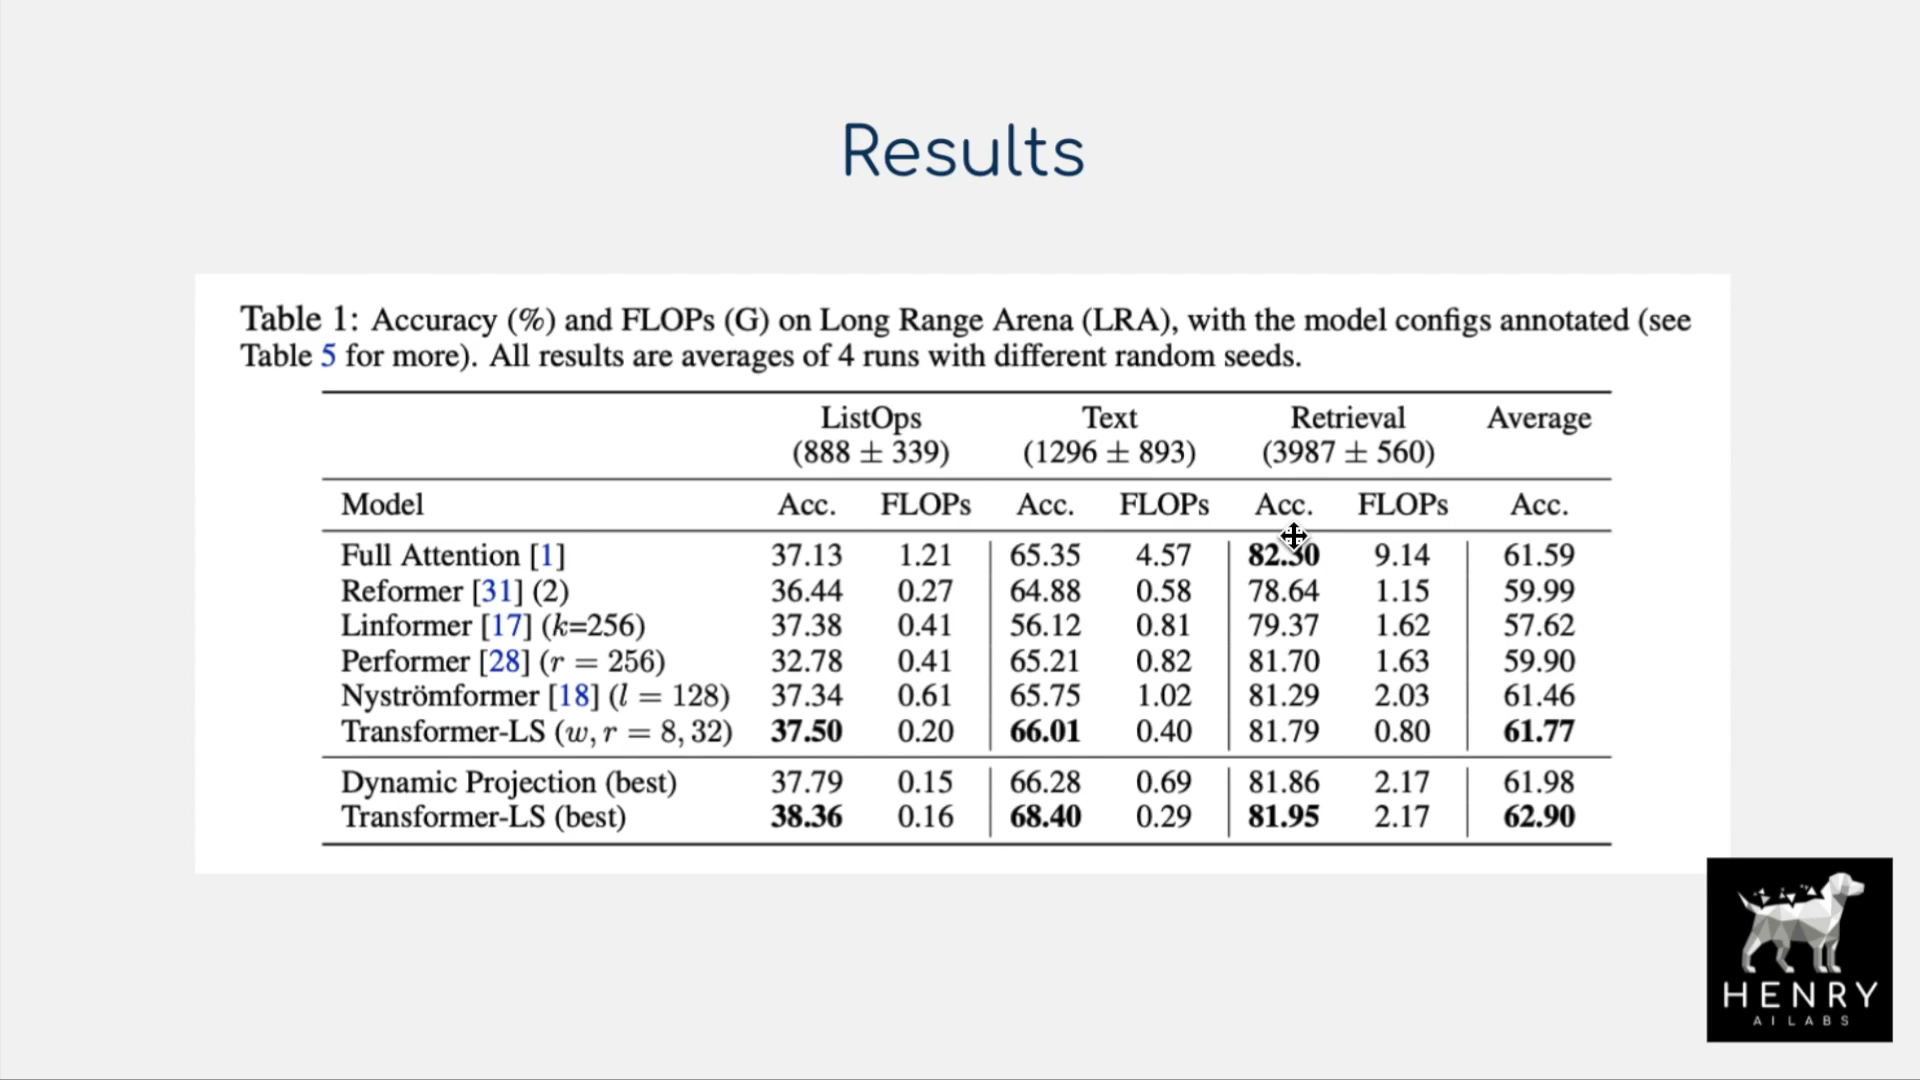 Results
Table 1: Accuracy (%) and FLOPs (G) on Long Range Arena (LRA), with the model configs annotated (see
Table 5 for more). All results are averages of 4 runs with different random seeds.
ListOps Text Retrieval Average
(888 ± 339) (1296 ± 893) (3987 ± 560)
Model Acc. FLOPs Acc. FLOPs Acc. FLOPs Acc.
Full Attention [1] 37.13 1.21 65.35 4.57 82.30 9.14 61.59
Reformer [31] (2) 36.44 0.27 64.88 0.58 78.64 1.15 59.99
Linformer [17] (k=256) 37.38 0.41 56.12 0.81 79.37 1.62 57.62
Performer [28] (r = 256) 32.78 0.41 65.21 0.82 81.70 1.63 59.90
Nyströmformer [18] (l = 128) 37.34 0.61 65.75 1.02 81.29 2.03 61.46
Transformer-LS (w, r = 8, 32) 37.50 0.20 66.01 0.40 81.79 0.80 61.77
Dynamic Projection (best) 37.79 0.15 66.28 0.69 81.86 2.17 61.98
Transformer-LS (best) 38.36 0.16 68.40 0.29 81.95 2.17 62.90
HENRY
AI LABS